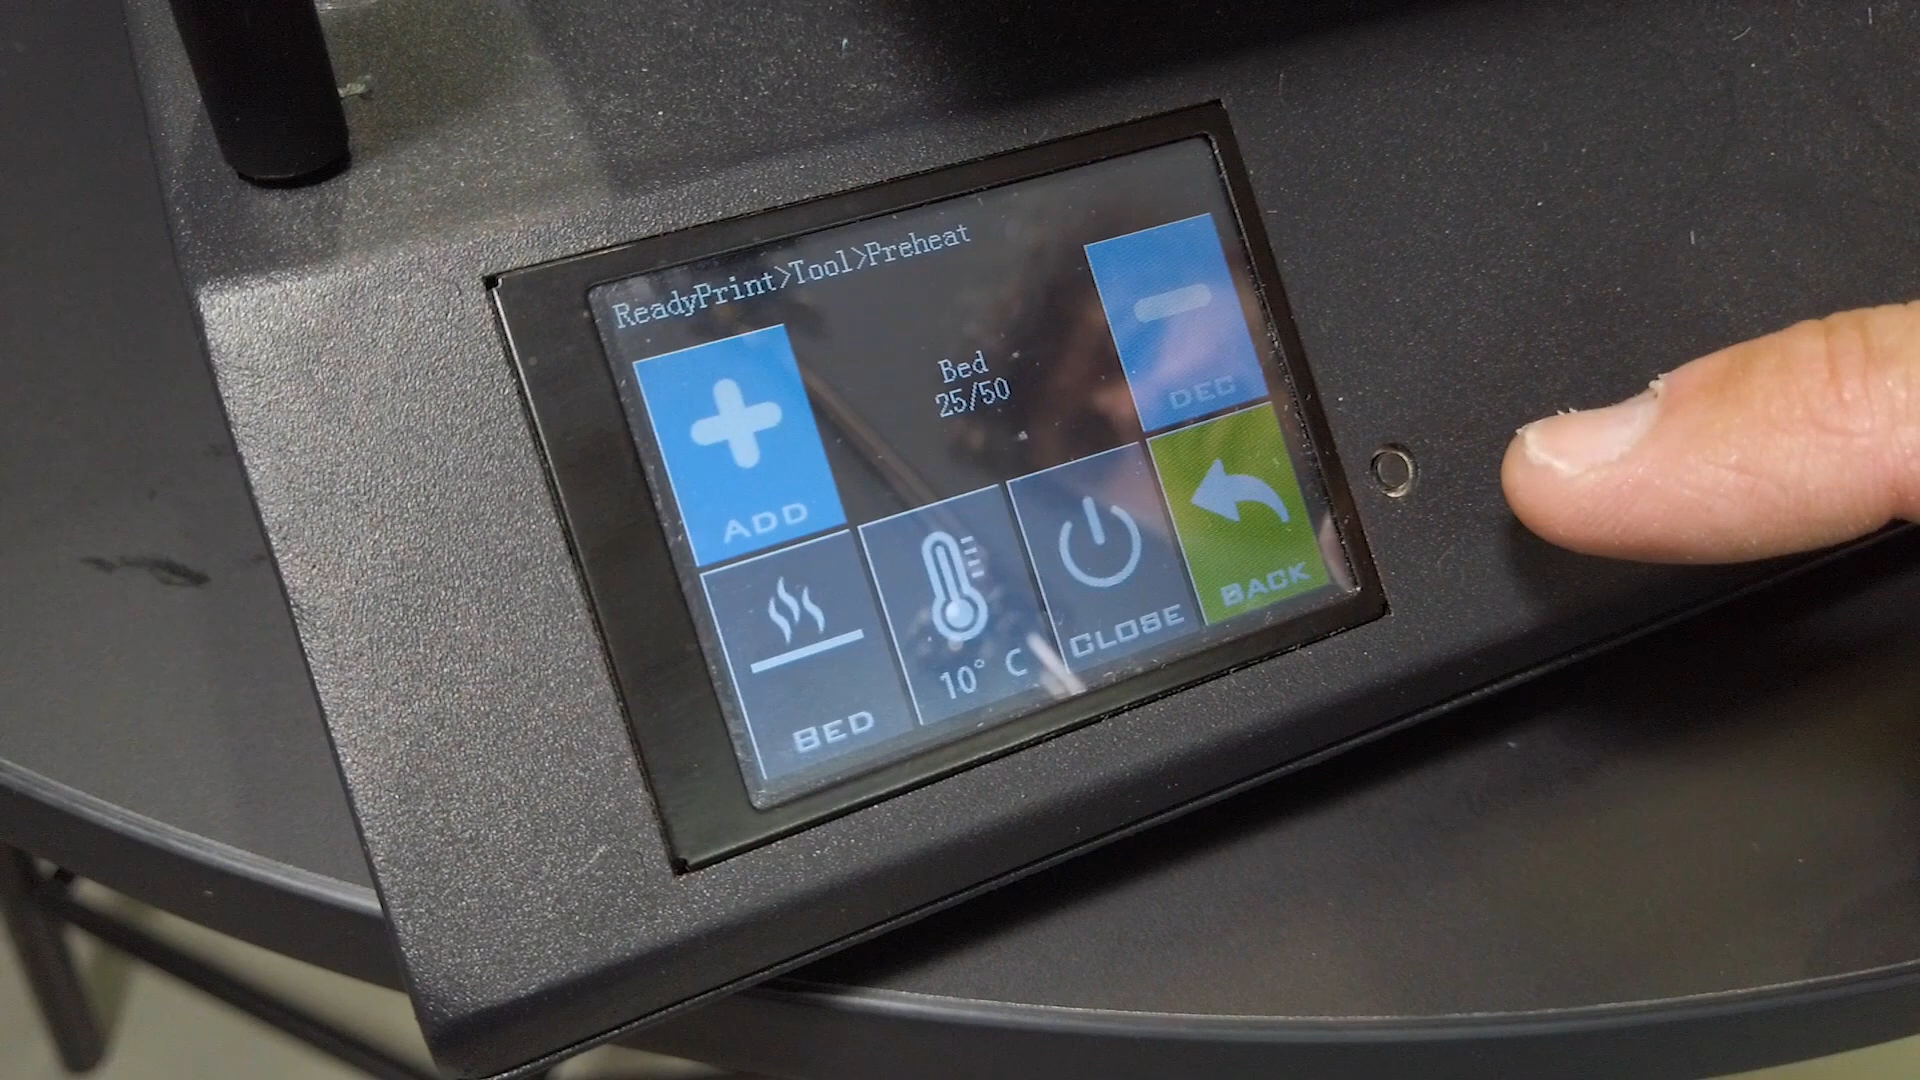 ReadyPrint>Tool>Preheat
Bed
25/50
ADD
DEC
BED
10° C
CLOSE
BACK